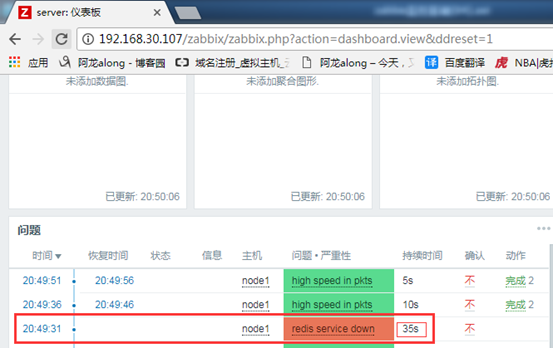 Z server: 仪表板
192.168.30.107/zabbix/zabbix.php?action=dashboard.view&ddreset=1
应用 阿龙along - 博客园 域名注册_虚拟主机_ 阿龙along – 今天，又 译 百度翻译 虎 NBA|虎扑
未添加数据图. 未添加聚合图形. 未添加拓扑图.
已更新: 20:50:06 已更新: 20:50:06 已更新: 20:50:06
问题
时间 恢复时间 状态 信息 主机 问题 • 严重性 持续时间 确认 动作
20:49:51 20:49:56 node1 high speed in pkts 5s 不 完成 2
20:49:36 20:49:46 node1 high speed in pkts 10s 不 完成 2
20:49:31 node1 redis service down 35s 不